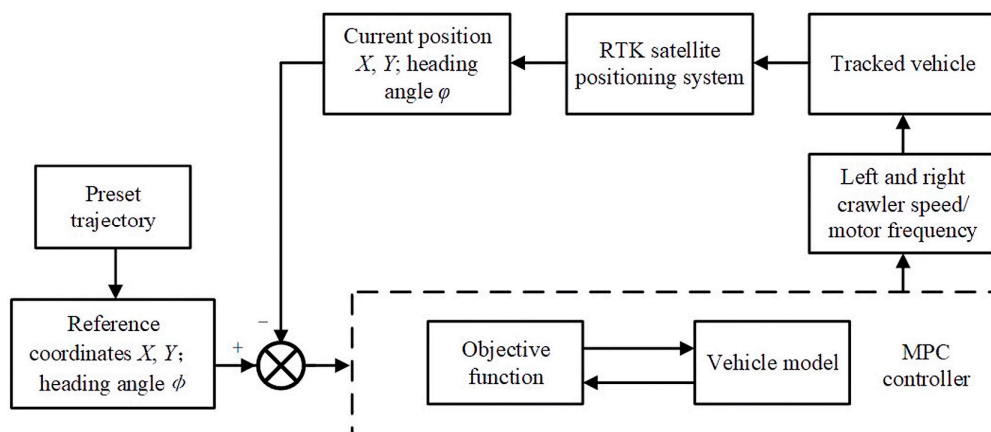 Current position
X, Y; heading
angle φ
RTK satellite
positioning system
Tracked vehicle
Left and right
crawler speed/
motor frequency
Preset
trajectory
Reference
coordinates X, Y；
heading angle ϕ
+
−
Objective
function
Vehicle model
MPC
controller